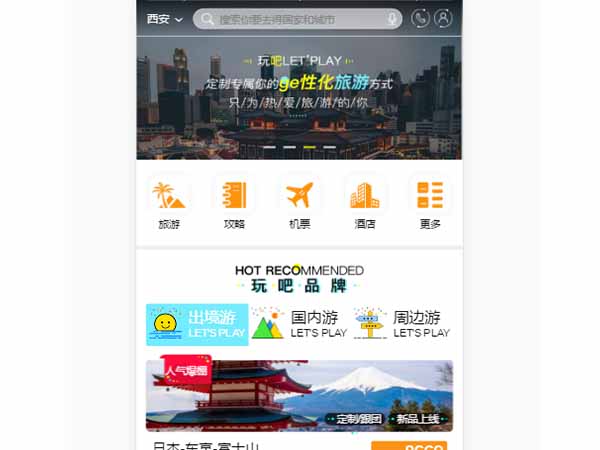 西安
搜索你要去得国家和城市
玩吧LET'SPLAY
定制专属你的ge性化旅游方式
只/为/热/爱/旅/游/的/你
旅游
攻略
机票
酒店
更多
HOT RECOMMENDED
玩吧品牌
出境游
LET'S PLAY
国内游
LET'S PLAY
周边游
LET'S PLAY
人气爆棚
定制/跟团
新品上线
日本-东京-富士山